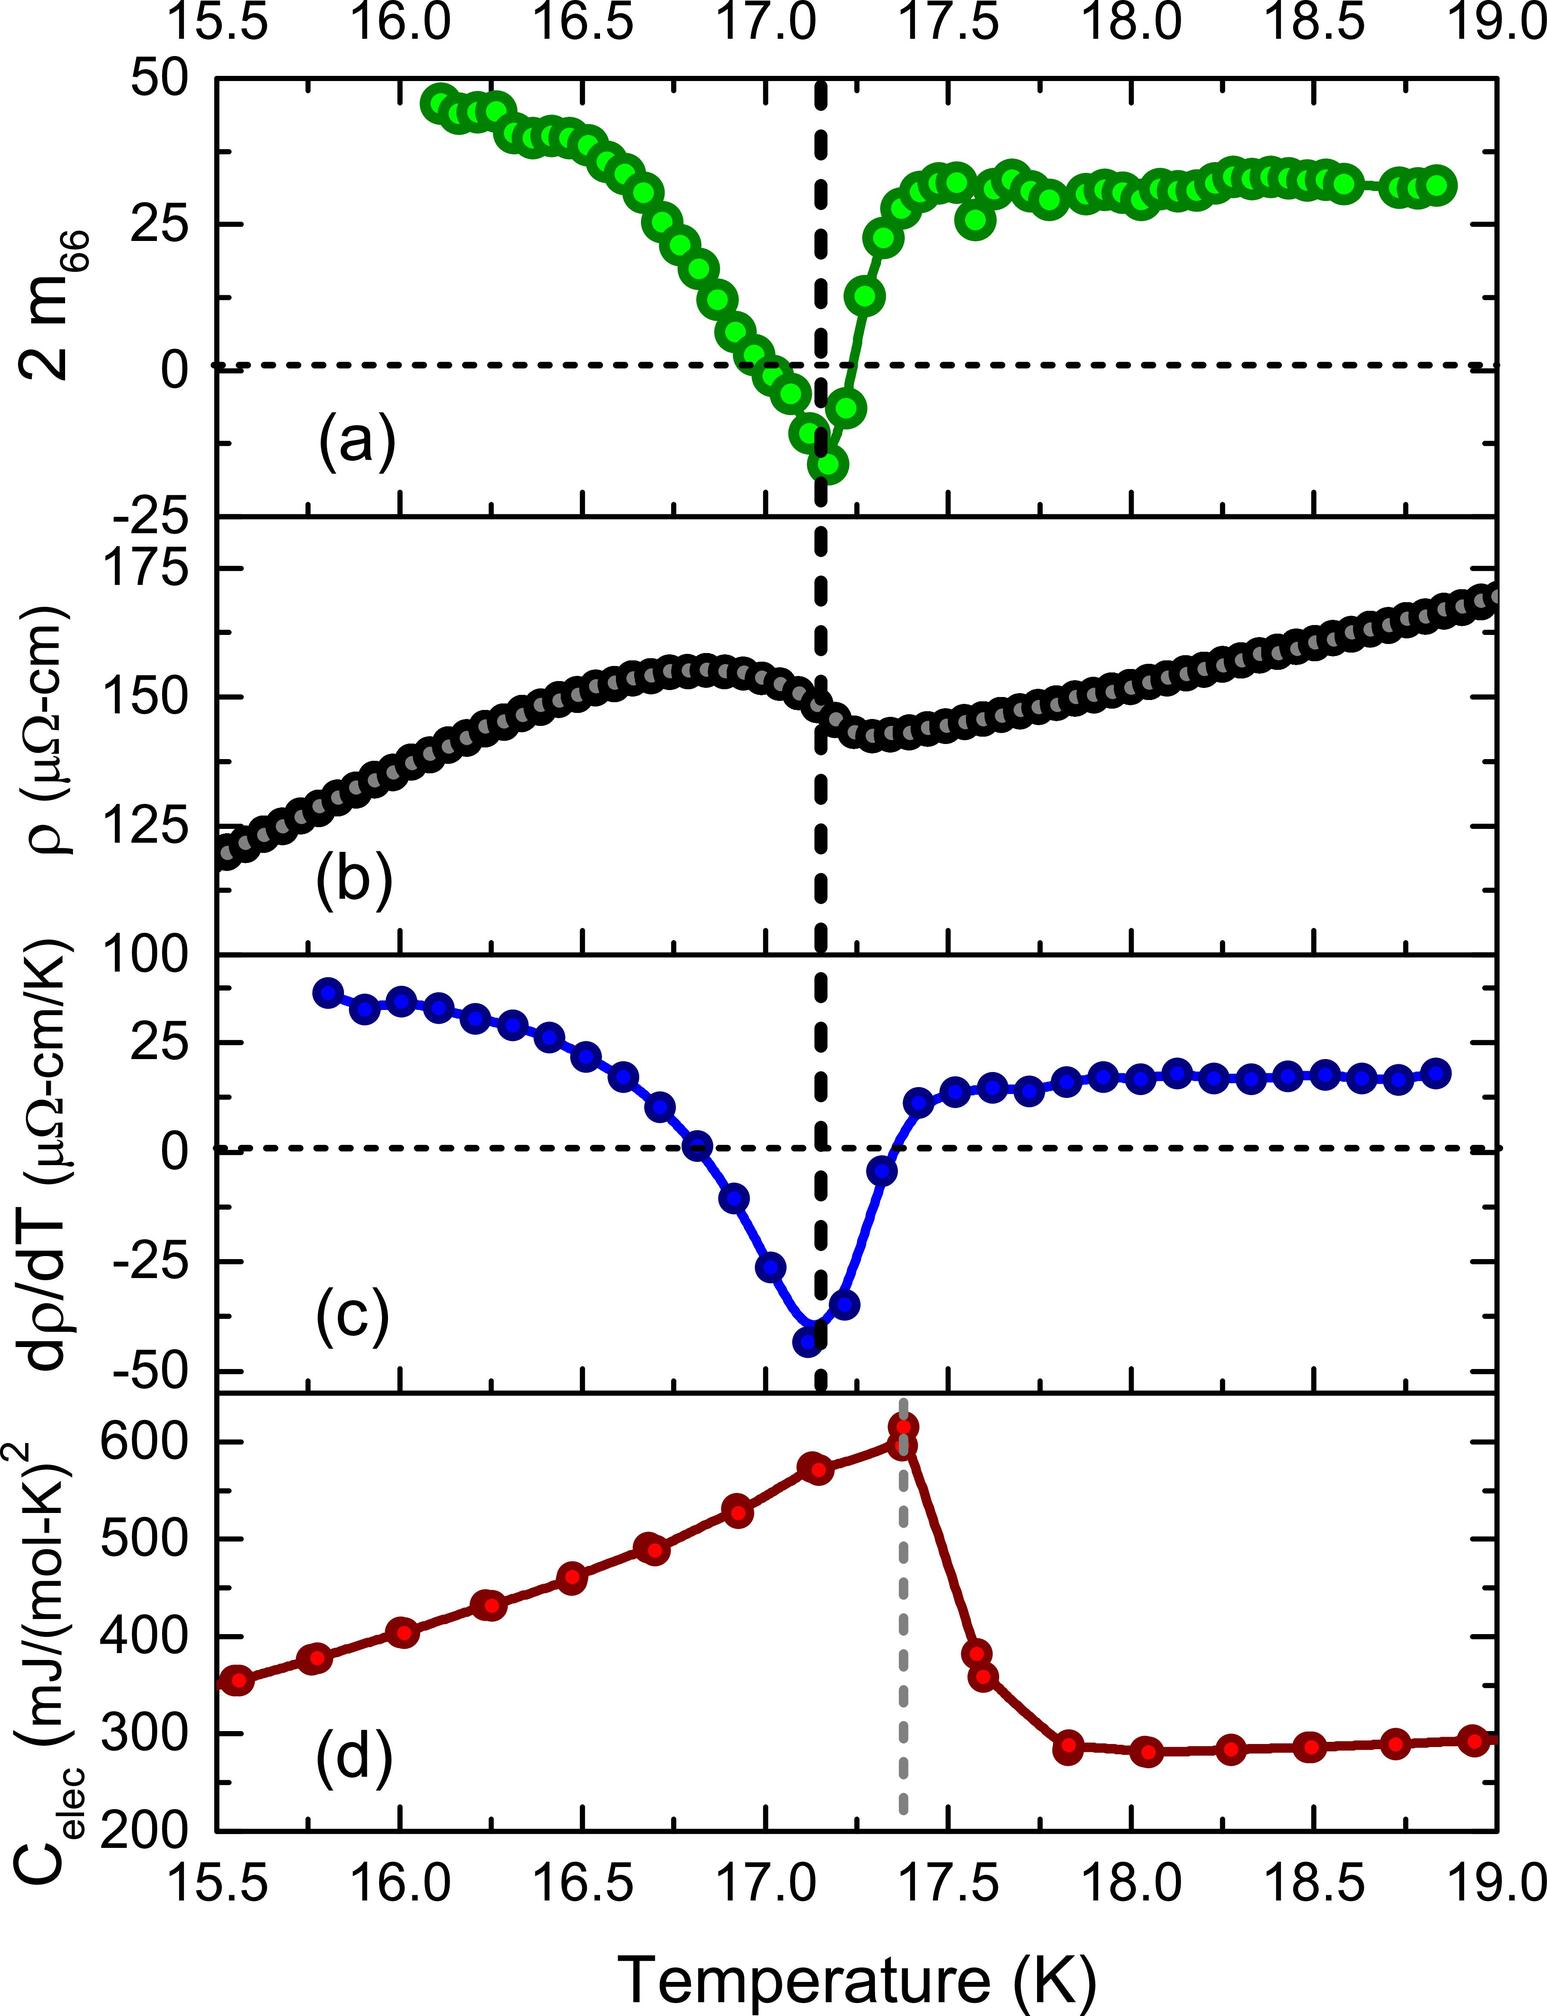 15.5 16.0 16.5 17.0 17.5 18.0 18.5 19.0
50
25
0
-25
2 m66
(a)
175
150
125
100
ρ (μΩ-cm)
(b)
25
0
-25
-50
dρ/dT (μΩ-cm/K)
(c)
600
500
400
300
200
Celec (mJ/(mol-K)²
(d)
15.5 16.0 16.5 17.0 17.5 18.0 18.5 19.0
Temperature (K)